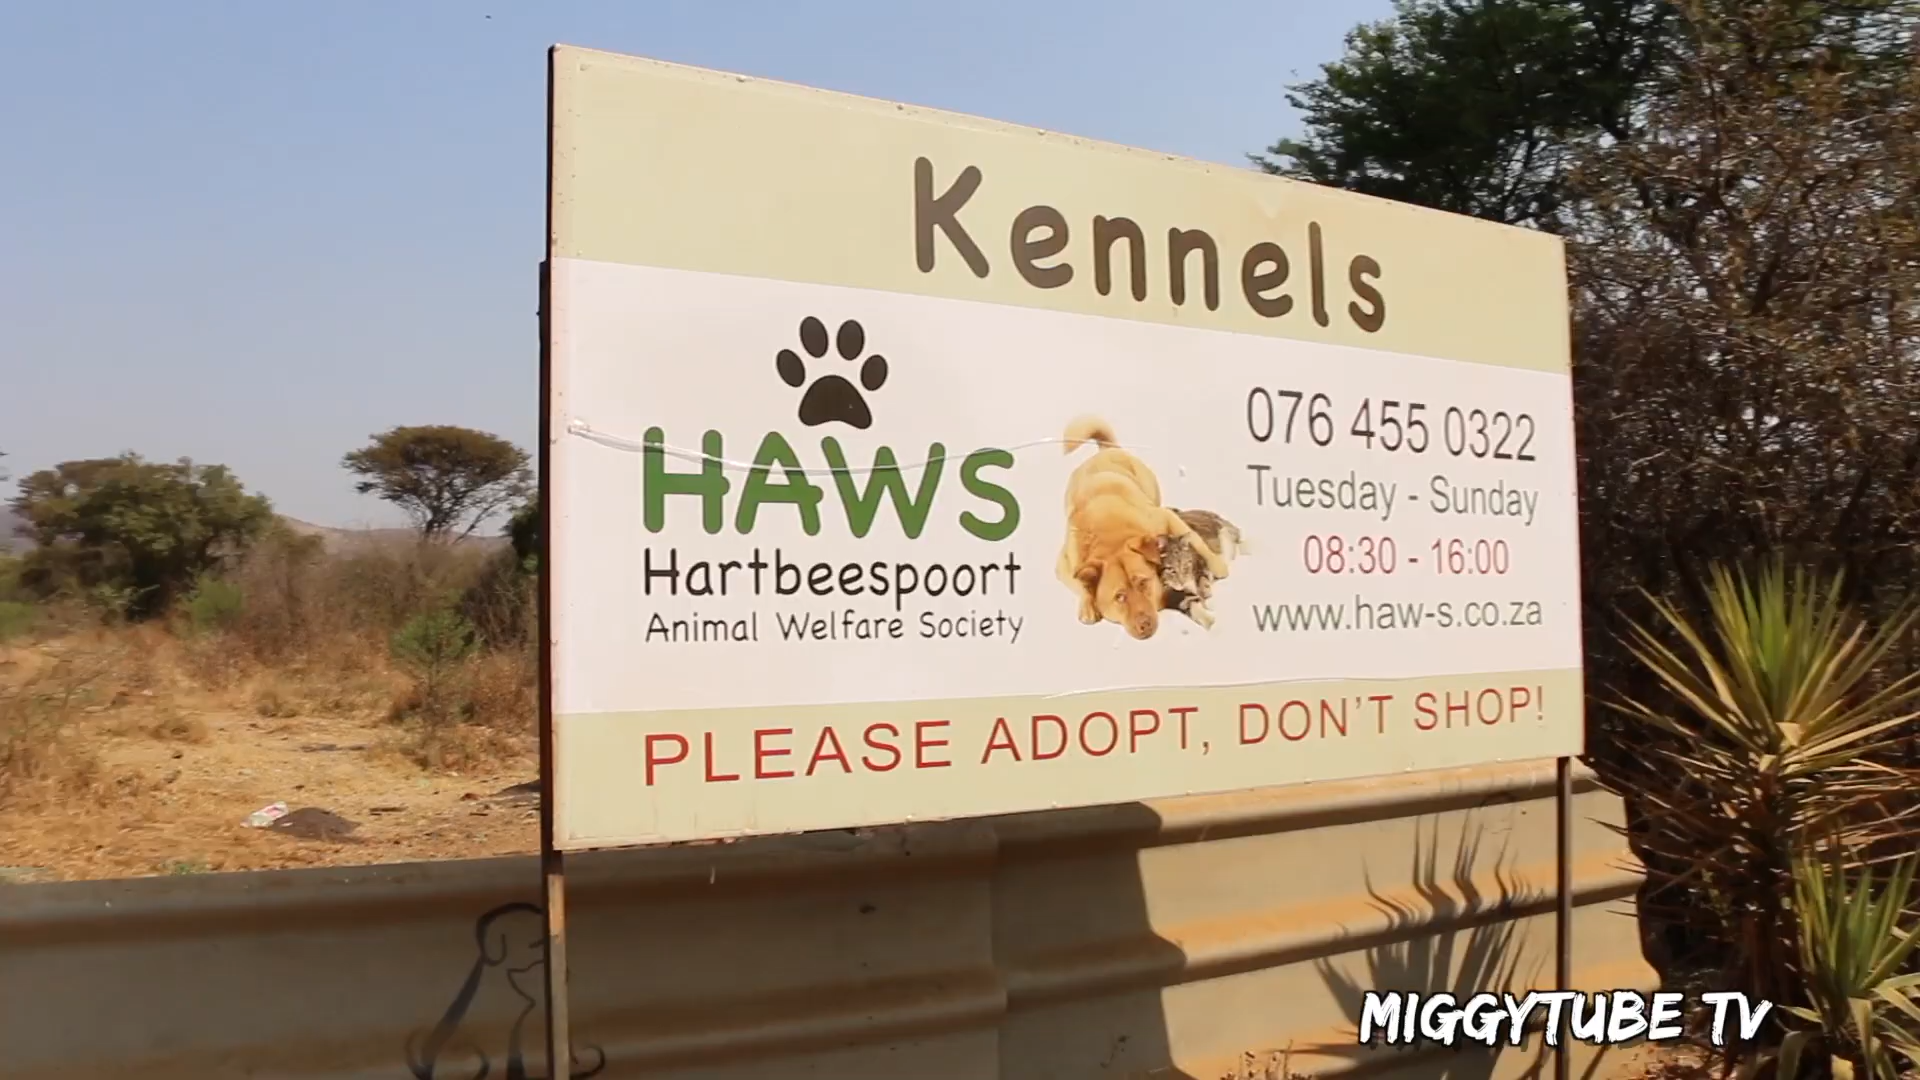 Kennels
HAWS
Hartbeespoort
Animal Welfare Society
076 455 0322
Tuesday - Sunday
08:30 - 16:00
www.haw-s.co.za
PLEASE ADOPT, DON'T SHOP!
MIGGYTUBE TV